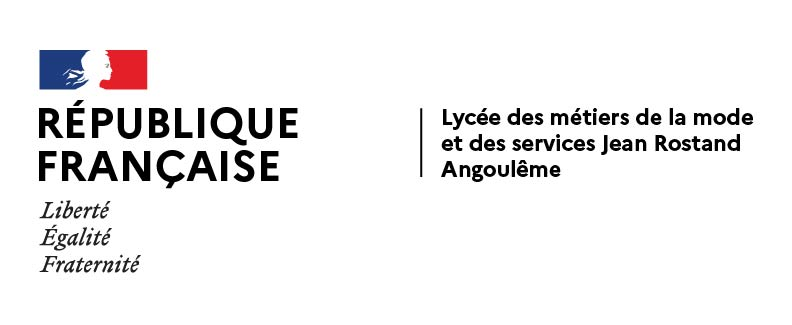 RÉPUBLIQUE
FRANÇAISE
Liberté
Égalité
Fraternité
Lycée des métiers de la mode
et des services Jean Rostand
Angoulême